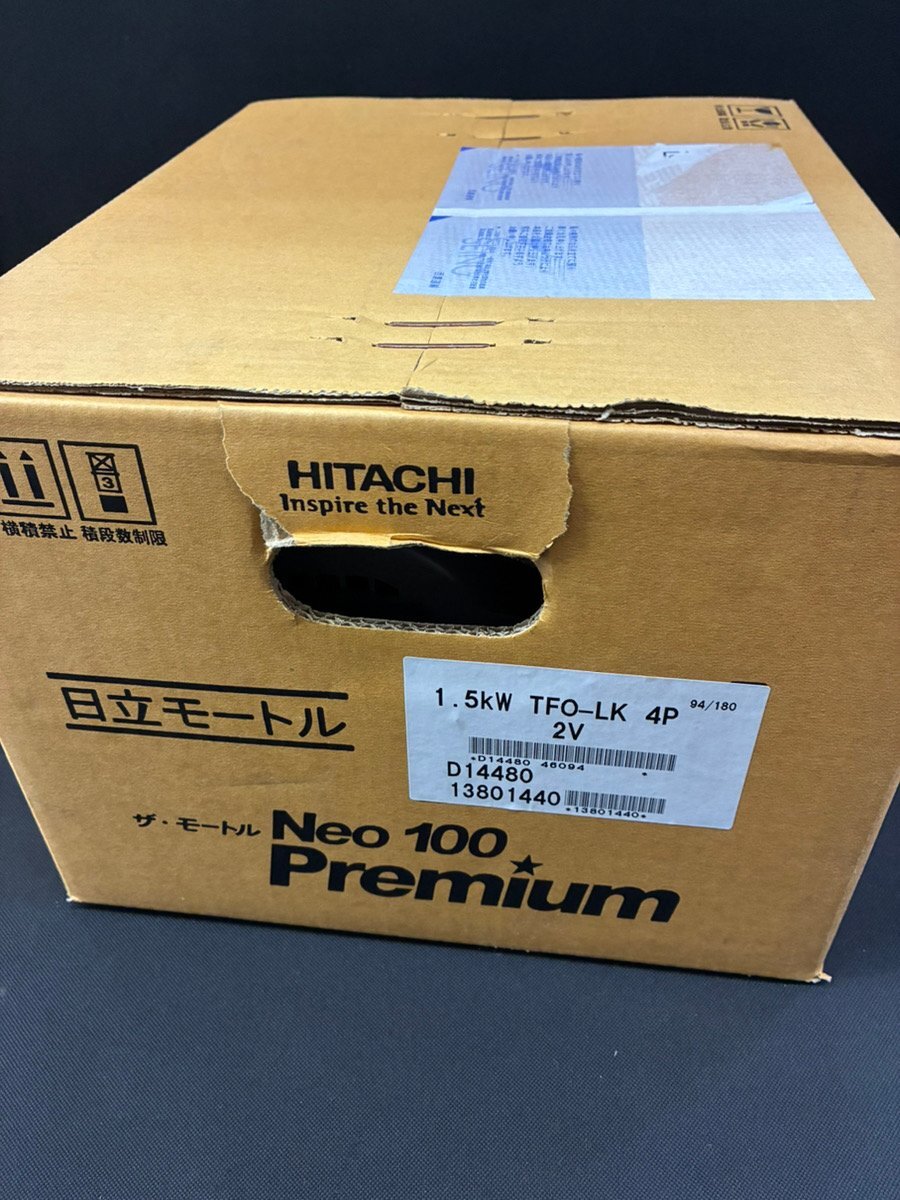 HITACHI
Inspire the Next
3
横積禁止 積段数制限
日立モートル
1.5kW TFO-LK 4P 94/180
2V
*D14480 46094 *
D14480
13801440
*13801440*
ザ・モートル Neo 100
Premium